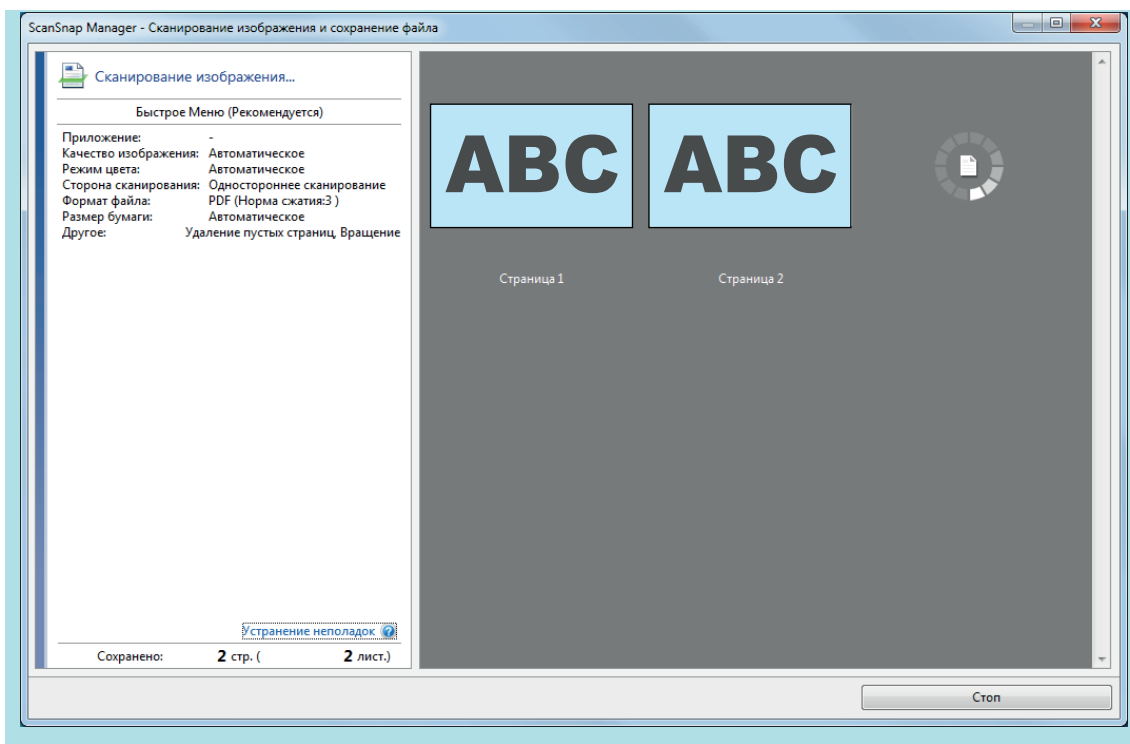 ScanSnap Manager - Сканирование изображения и сохранение файла
Сканирование изображения...
Быстрое Меню (Рекомендуется)
Приложение: -
Качество изображения: Автоматическое
Режим цвета: Автоматическое
Сторона сканирования: Одностороннее сканирование
Формат файла: PDF (Норма сжатия:3 )
Размер бумаги: Автоматическое
Другое: Удаление пустых страниц, Вращение
Устранение неполадок ?
Сохранено: 2 стр. ( 2 лист.)
ABC ABC
Страница 1 Страница 2
Стоп